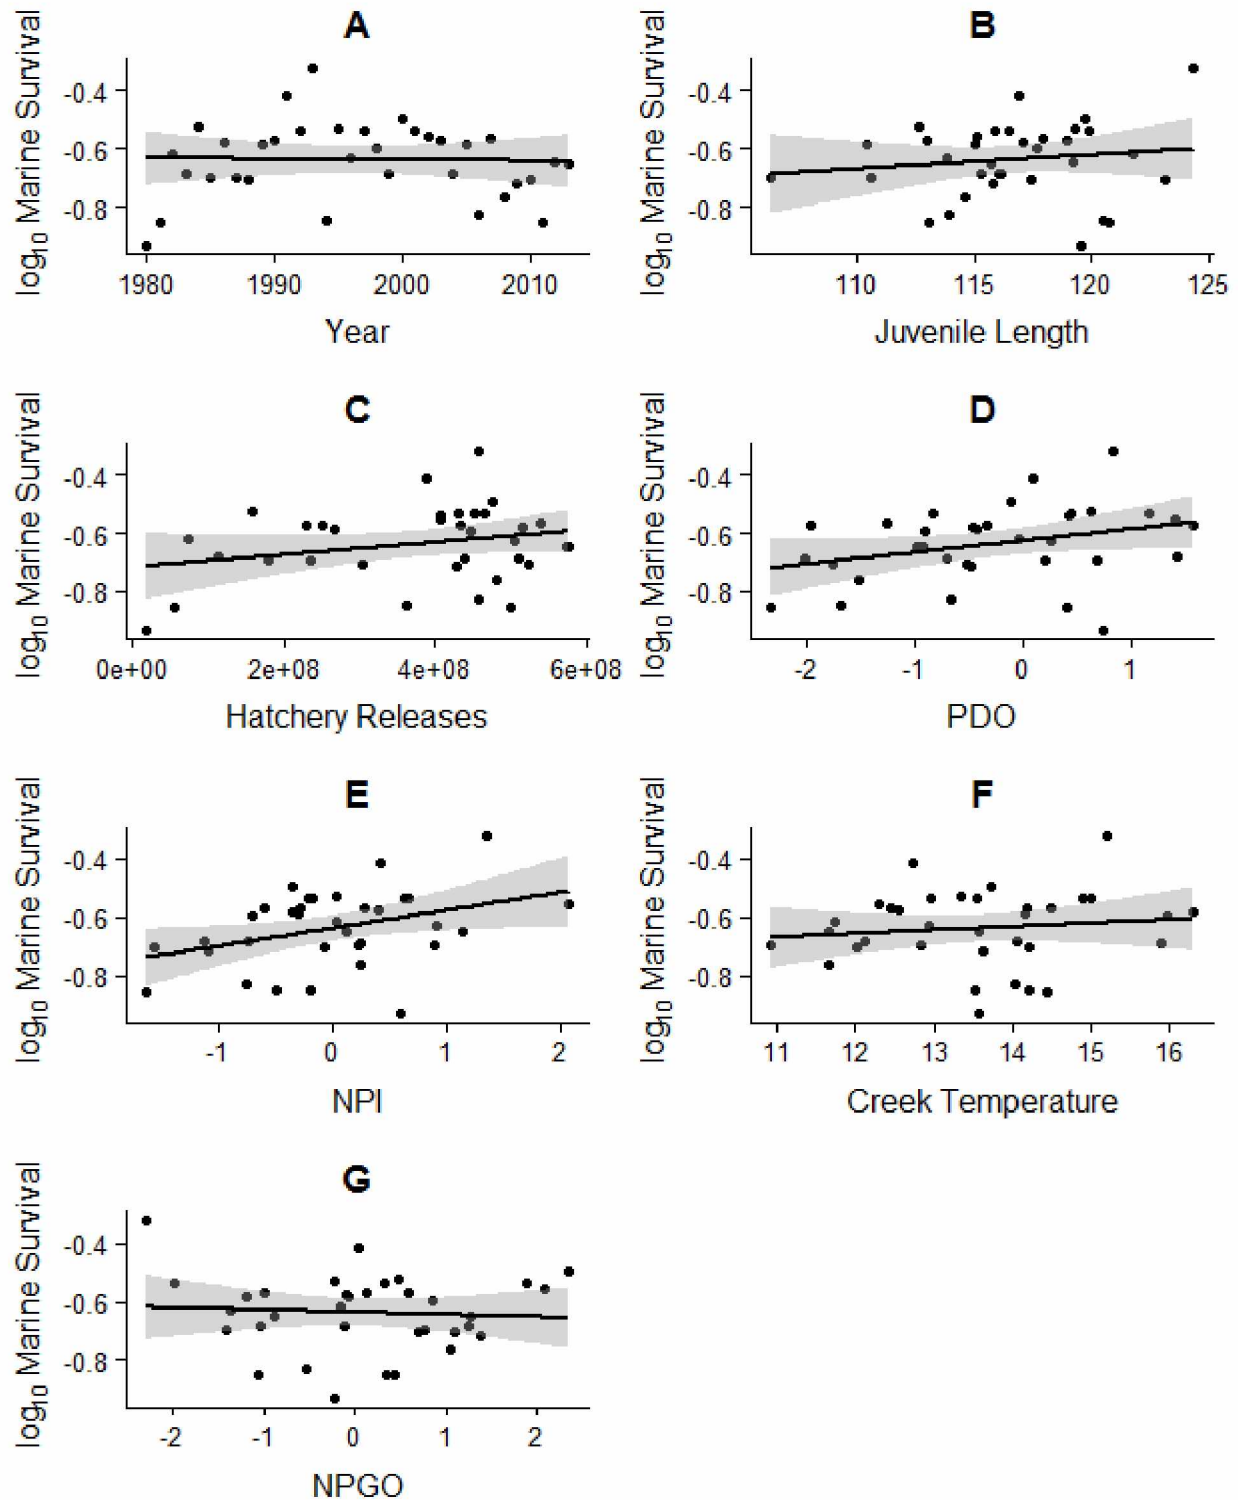 A
log10 Marine Survival
-0.4
-0.6
-0.8
1980 1990 2000 2010
Year
B
log10 Marine Survival
-0.4
-0.6
-0.8
110 115 120 125
Juvenile Length
C
log10 Marine Survival
-0.4
-0.6
-0.8
0e+00 2e+08 4e+08 6e+08
Hatchery Releases
D
log10 Marine Survival
-0.4
-0.6
-0.8
-2 -1 0 1
PDO
E
log10 Marine Survival
-0.4
-0.6
-0.8
-1 0 1 2
NPI
F
log10 Marine Survival
-0.4
-0.6
-0.8
11 12 13 14 15 16
Creek Temperature
G
log10 Marine Survival
-0.4
-0.6
-0.8
-2 -1 0 1 2
NPGO